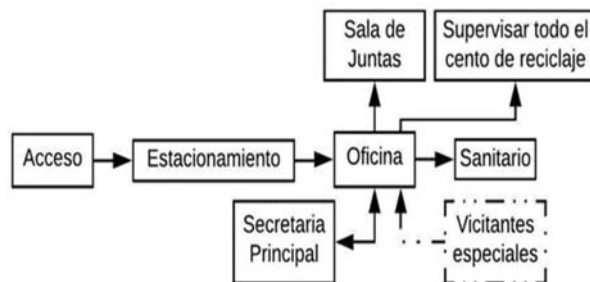 Sala de
Juntas
Supervisar todo el
cento de reciclaje
Acceso
Estacionamiento
Oficina
Sanitario
Secretaria
Principal
Vicitantes
especiales